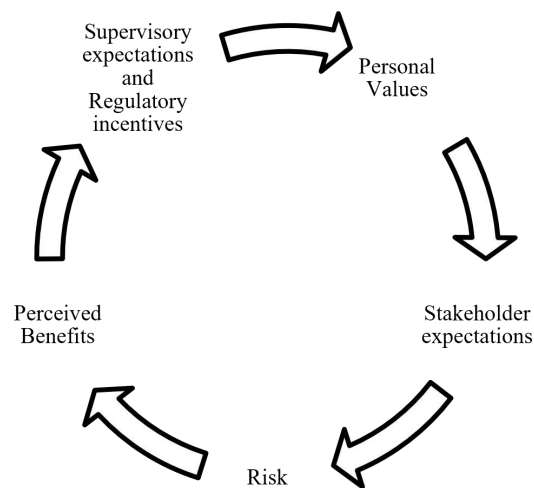 Supervisory
expectations
and
Regulatory
incentives
Personal
Values
Stakeholder
expectations
Risk
Perceived
Benefits